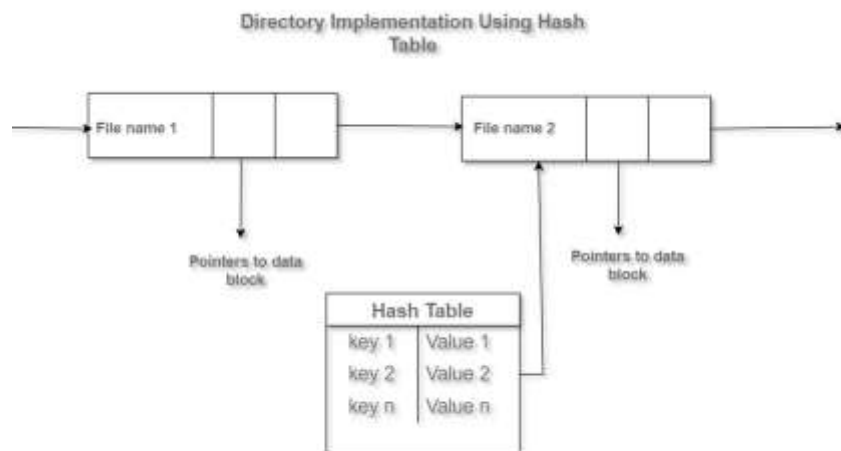 Directory Implementation Using Hash
Table
File name 1
File name 2
Pointers to data
block
Pointers to data
block
Hash Table
key 1 Value 1
key 2 Value 2
key n Value n